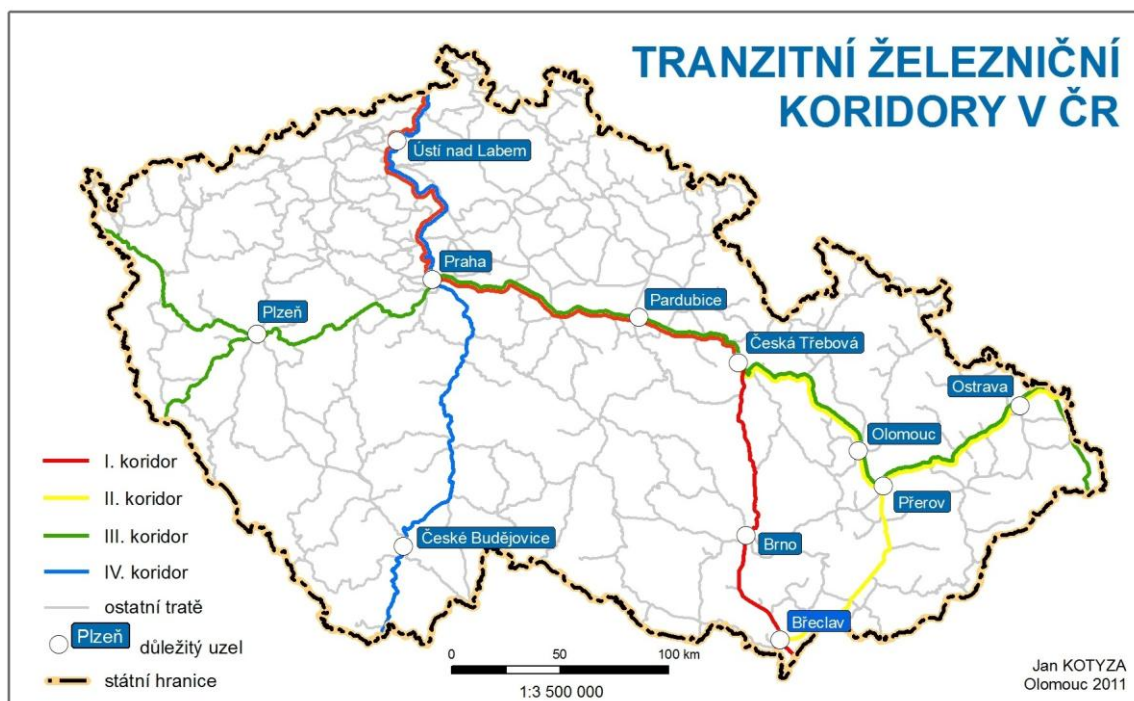 TRANZITNÍ ŽELEZNIČNÍ
KORIDORY V ČR
Ústí nad Labem
Praha
Pardubice
Plzeň
Česká Třebová
Ostrava
Olomouc
Přerov
České Budějovice
Brno
Břeclav
I. koridor
II. koridor
III. koridor
IV. koridor
ostatní tratě
Plzeň důležitý uzel
státní hranice
0 50 100 km
1:3 500 000
Jan KOTYZA
Olomouc 2011